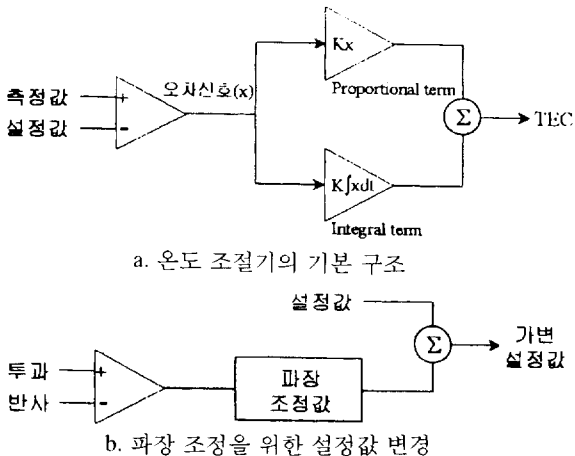 측정값
설정값
오차신호(x)
Kx
Proportional term
Σ
TEC
K∫xdt
Integral term
a. 온도 조절기의 기본 구조
설정값
투과
반사
파장
조정값
Σ
가변
설정값
b. 파장 조정을 위한 설정값 변경